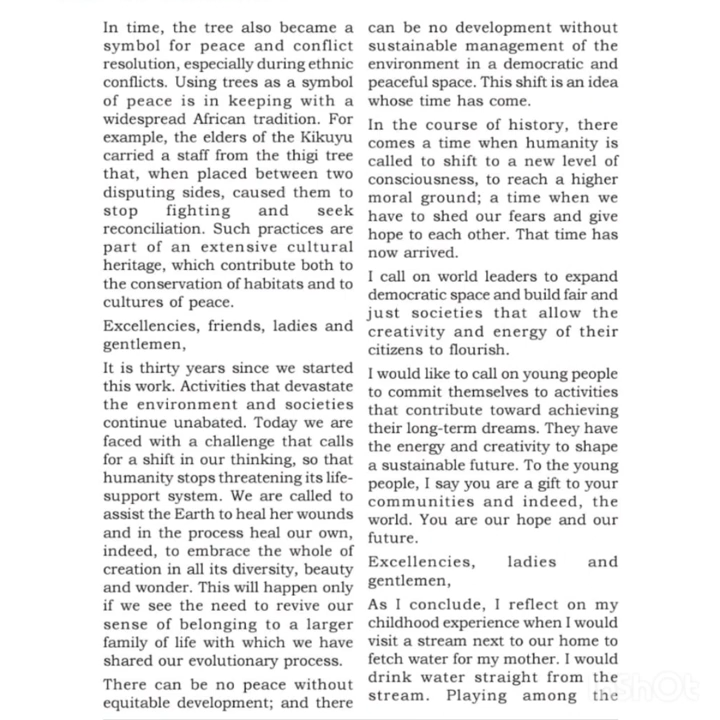 In time, the tree also became a
symbol for peace and conflict
resolution, especially during ethnic
conflicts. Using trees as a symbol
of peace is in keeping with a
widespread African tradition. For
example, the elders of the Kikuyu
carried a staff from the thigi tree
that, when placed between two
disputing sides, caused them to
stop fighting and seek
reconciliation. Such practices are
part of an extensive cultural
heritage, which contribute both to
the conservation of habitats and to
cultures of peace.
Excellencies, friends, ladies and
gentlemen,
It is thirty years since we started
this work. Activities that devastate
the environment and societies
continue unabated. Today we are
faced with a challenge that calls
for a shift in our thinking, so that
humanity stops threatening its life-
support system. We are called to
assist the Earth to heal her wounds
and in the process heal our own,
indeed, to embrace the whole of
creation in all its diversity, beauty
and wonder. This will happen only
if we see the need to revive our
sense of belonging to a larger
family of life with which we have
shared our evolutionary process.
There can be no peace without
equitable development; and there
can be no development without
sustainable management of the
environment in a democratic and
peaceful space. This shift is an idea
whose time has come.
In the course of history, there
comes a time when humanity is
called to shift to a new level of
consciousness, to reach a higher
moral ground; a time when we
have to shed our fears and give
hope to each other. That time has
now arrived.
I call on world leaders to expand
democratic space and build fair and
just societies that allow the
creativity and energy of their
citizens to flourish.
I would like to call on young people
to commit themselves to activities
that contribute toward achieving
their long-term dreams. They have
the energy and creativity to shape
a sustainable future. To the young
people, I say you are a gift to your
communities and indeed, the
world. You are our hope and our
future.
Excellencies, ladies and
gentlemen,
As I conclude, I reflect on my
childhood experience when I would
visit a stream next to our home to
fetch water for my mother. I would
drink water straight from the
stream. Playing among the